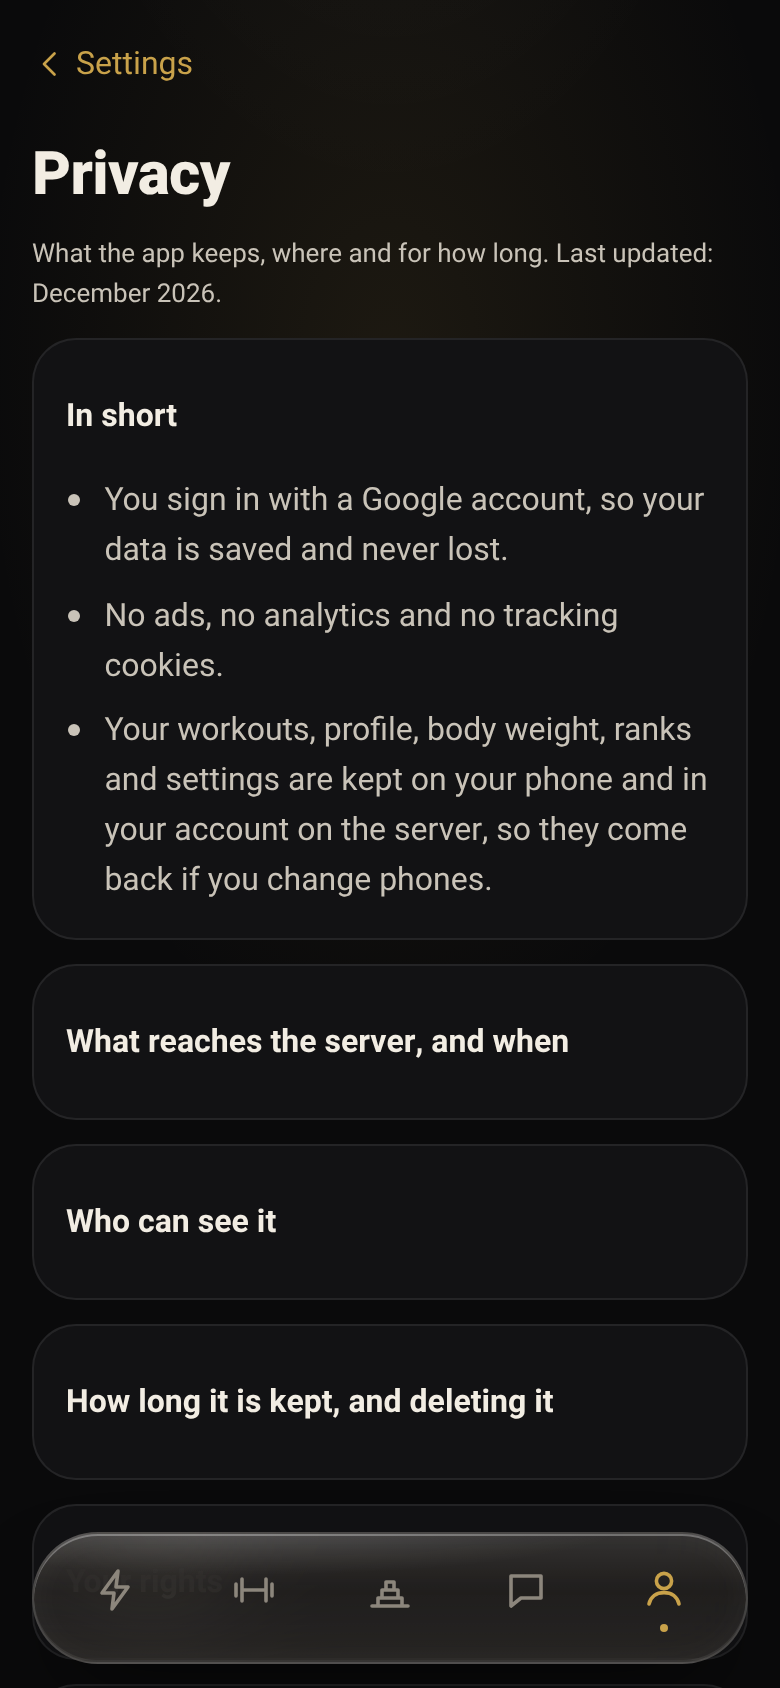 Settings
Privacy
What the app keeps, where and for how long. Last updated:
December 2026.
In short
You sign in with a Google account, so your
data is saved and never lost.
No ads, no analytics and no tracking
cookies.
Your workouts, profile, body weight, ranks
and settings are kept on your phone and in
your account on the server, so they come
back if you change phones.
What reaches the server, and when
Who can see it
How long it is kept, and deleting it
Your rights